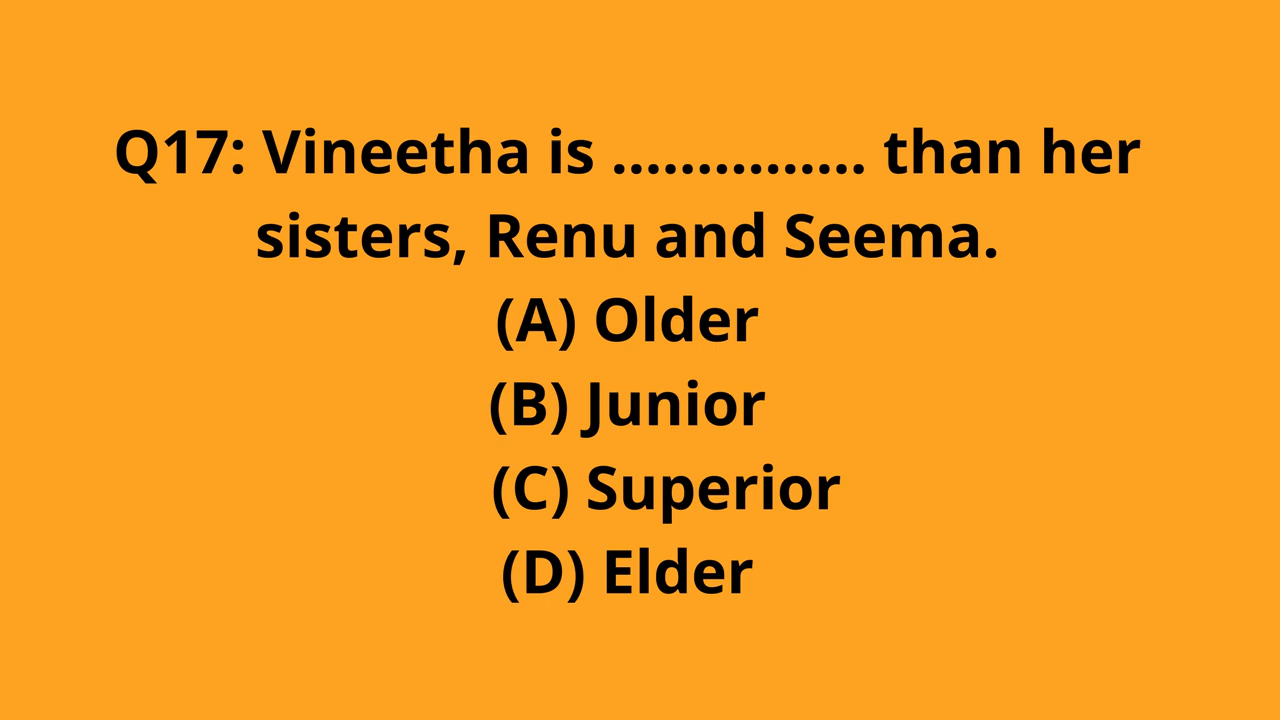 Q17: Vineetha is ............... than her
sisters, Renu and Seema.
(A) Older
(B) Junior
(C) Superior
(D) Elder